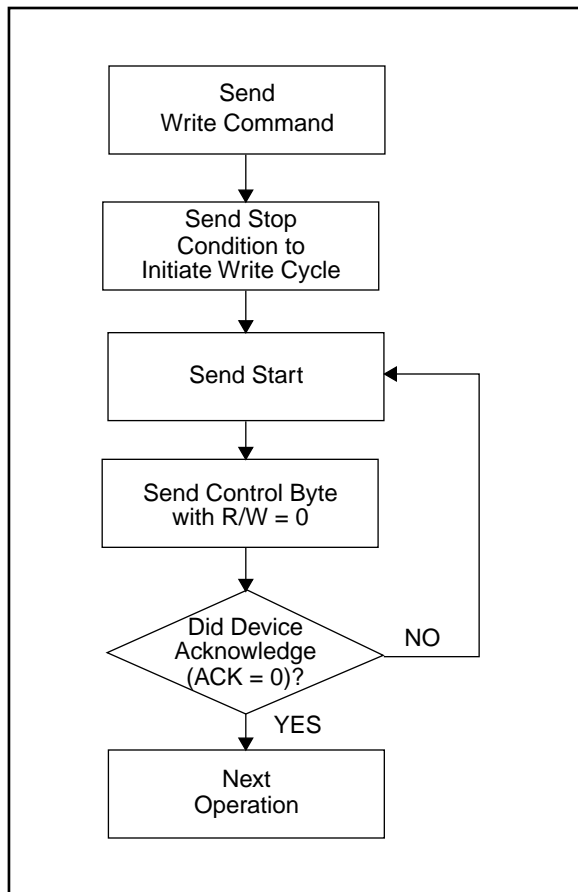 Send
Write Command
Send Stop
Condition to
Initiate Write Cycle
Send Start
Send Control Byte
with R/W = 0
Did Device
Acknowledge
(ACK = 0)?
NO
YES
Next
Operation